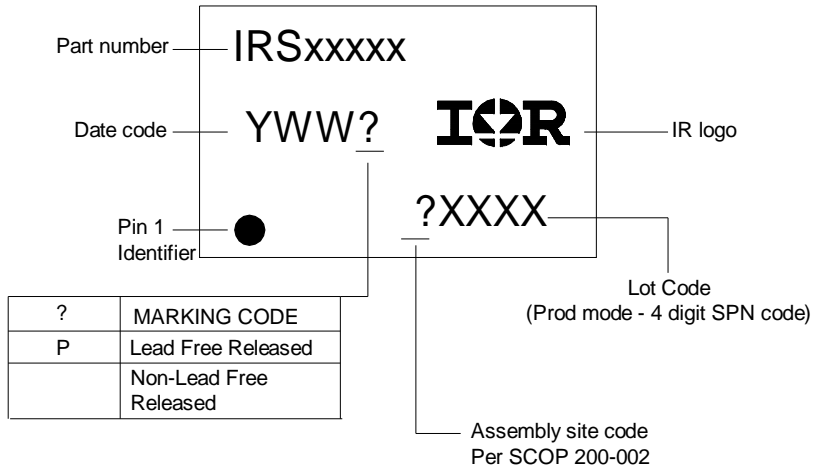 Part number
IRSxxxxx
Date code
YWW?
IOR
IR logo
Pin 1
Identifier
?XXXX
Lot Code
(Prod mode - 4 digit SPN code)
? MARKING CODE
P Lead Free Released
Non-Lead Free
Released
Assembly site code
Per SCOP 200-002